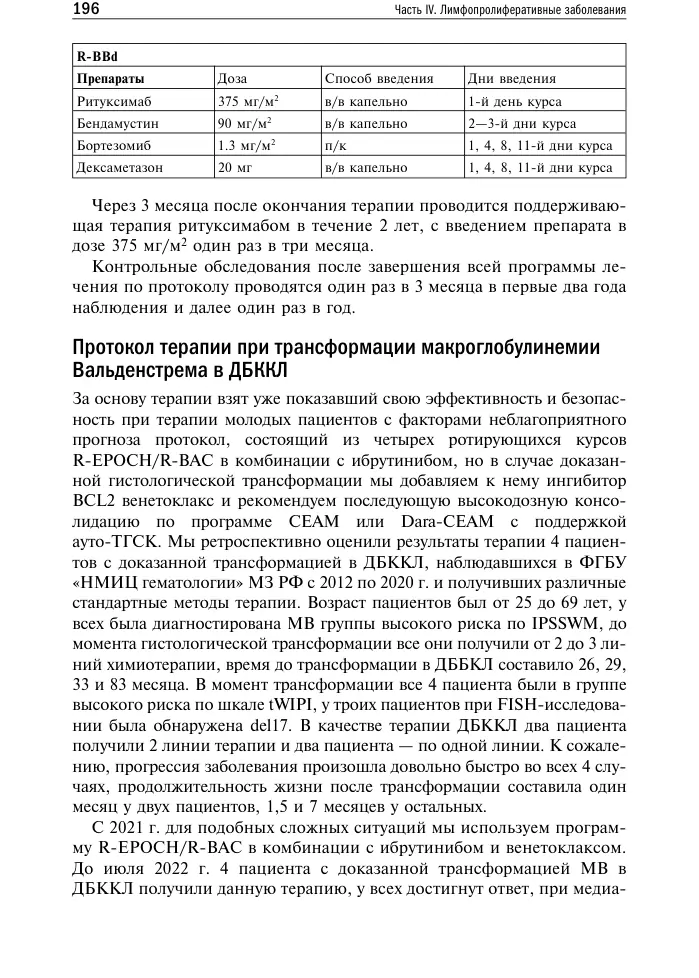 196
Часть IV. Лимфопролиферативные заболевания
R-BBd
Препараты Доза Способ введения Дни введения
Ритуксимаб 375 мг/м² в/в капельно 1-й день курса
Бендамустин 90 мг/м² в/в капельно 2—3-й дни курса
Бортезомиб 1.3 мг/м² п/к 1, 4, 8, 11-й дни курса
Дексаметазон 20 мг в/в капельно 1, 4, 8, 11-й дни курса
Через 3 месяца после окончания терапии проводится поддерживаю-
щая терапия ритуксимабом в течение 2 лет, с введением препарата в
дозе 375 мг/м² один раз в три месяца.
Контрольные обследования после завершения всей программы ле-
чения по протоколу проводятся один раз в 3 месяца в первые два года
наблюдения и далее один раз в год.
Протокол терапии при трансформации макроглобулинемии
Вальденстрема в ДБККЛ
За основу терапии взят уже показавший свою эффективность и безопас-
ность при терапии молодых пациентов с факторами неблагоприятного
прогноза протокол, состоящий из четырех ротирующихся курсов
R-EPOCH/R-BAC в комбинации с ибрутинибом, но в случае доказан-
ной гистологической трансформации мы добавляем к нему ингибитор
BCL2 венетоклакс и рекомендуем последующую высокодозную консо-
лидацию по программе CEAM или Dara-CEAM с поддержкой
ауто-ТГСК. Мы ретроспективно оценили результаты терапии 4 пациен-
тов с доказанной трансформацией в ДБККЛ, наблюдавшихся в ФГБУ
«НМИЦ гематологии» МЗ РФ с 2012 по 2020 г. и получивших различные
стандартные методы терапии. Возраст пациентов был от 25 до 69 лет, у
всех была диагностирована МВ группы высокого риска по IPSSWM, до
момента гистологической трансформации все они получили от 2 до 3 ли-
ний химиотерапии, время до трансформации в ДББКЛ составило 26, 29,
33 и 83 месяца. В момент трансформации все 4 пациента были в группе
высокого риска по шкале tWIPI, у троих пациентов при FISH-исследова-
нии была обнаружена del17. В качестве терапии ДБККЛ два пациента
получили 2 линии терапии и два пациента — по одной линии. К сожале-
нию, прогрессия заболевания произошла довольно быстро во всех 4 слу-
чаях, продолжительность жизни после трансформации составила один
месяц у двух пациентов, 1,5 и 7 месяцев у остальных.
С 2021 г. для подобных сложных ситуаций мы используем програм-
му R-EPOCH/R-BAC в комбинации с ибрутинибом и венетоклаксом.
До июля 2022 г. 4 пациента с доказанной трансформацией МВ в
ДБККЛ получили данную терапию, у всех достигнут ответ, при медиа-